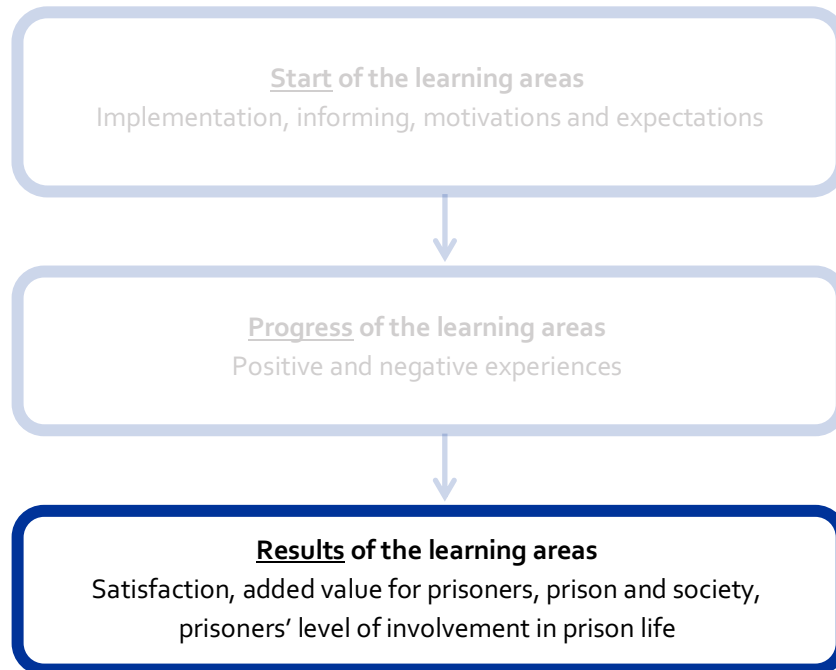 Start of the learning areas
Implementation, informing, motivations and expectations
Progress of the learning areas
Positive and negative experiences
Results of the learning areas
Satisfaction, added value for prisoners, prison and society,
prisoners’ level of involvement in prison life